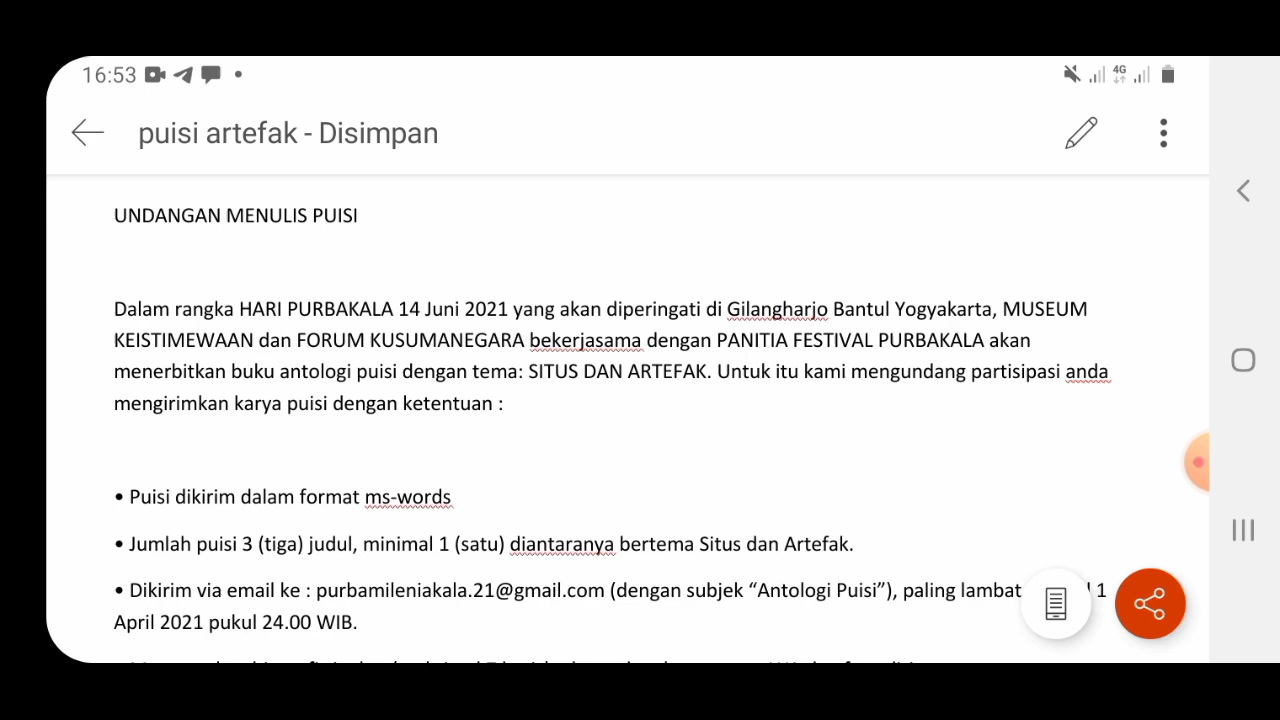 16:53
4G
puisi artefak - Disimpan
UNDANGAN MENULIS PUISI
Dalam rangka HARI PURBAKALA 14 Juni 2021 yang akan diperingati di Gilangharjo Bantul Yogyakarta, MUSEUM
KEISTIMEWAAN dan FORUM KUSUMANEGARA bekerjasama dengan PANITIA FESTIVAL PURBAKALA akan
menerbitkan buku antologi puisi dengan tema: SITUS DAN ARTEFAK. Untuk itu kami mengundang partisipasi anda
mengirimkan karya puisi dengan ketentuan :
• Puisi dikirim dalam format ms-words
• Jumlah puisi 3 (tiga) judul, minimal 1 (satu) diantaranya bertema Situs dan Artefak.
• Dikirim via email ke : purbamileniakala.21@gmail.com (dengan subjek “Antologi Puisi”), paling lambat 1
April 2021 pukul 24.00 WIB.